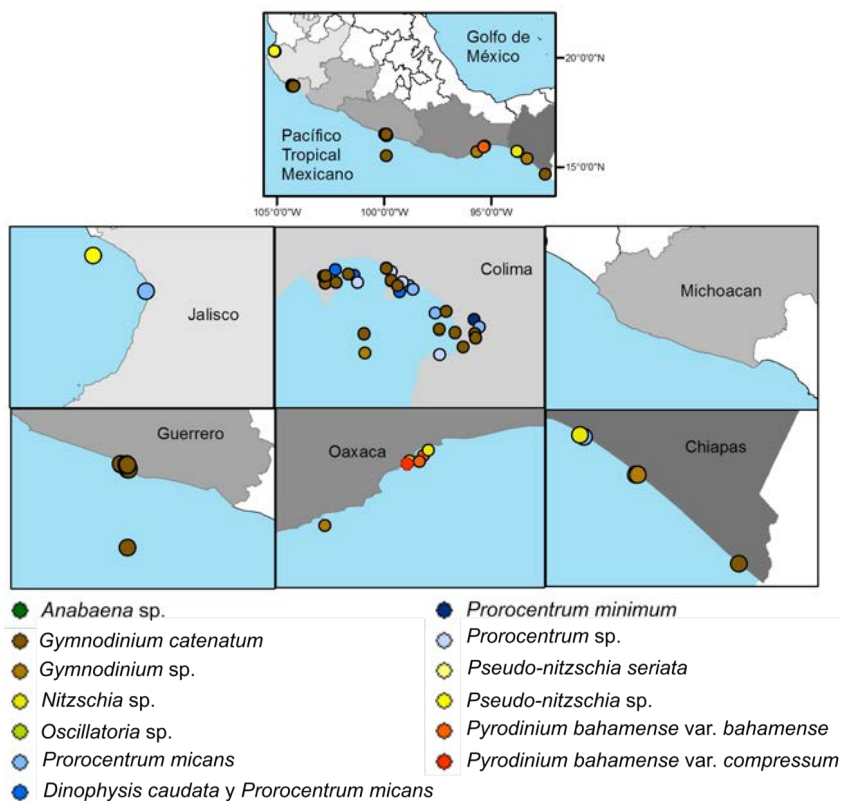 Golfo de
México
20°0'0"N
Pacífico
Tropical
Mexicano
15°0'0"N
105°0'0"W
100°0'0"W
95°0'0"W
Jalisco
Colima
Michoacan
Guerrero
Oaxaca
Chiapas
Anabaena sp.
Gymnodinium catenatum
Gymnodinium sp.
Nitzschia sp.
Oscillatoria sp.
Prorocentrum micans
Dinophysis caudata y Prorocentrum micans
Prorocentrum minimum
Prorocentrum sp.
Pseudo-nitzschia seriata
Pseudo-nitzschia sp.
Pyrodinium bahamense var. bahamense
Pyrodinium bahamense var. compressum